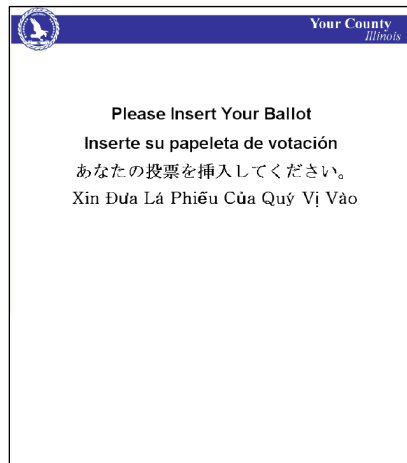 Your County
Illinois
Please Insert Your Ballot
Inserte su papeleta de votación
あなたの投票を挿入してください。
Xin Đưa Lá Phiếu Của Quý Vị Vào